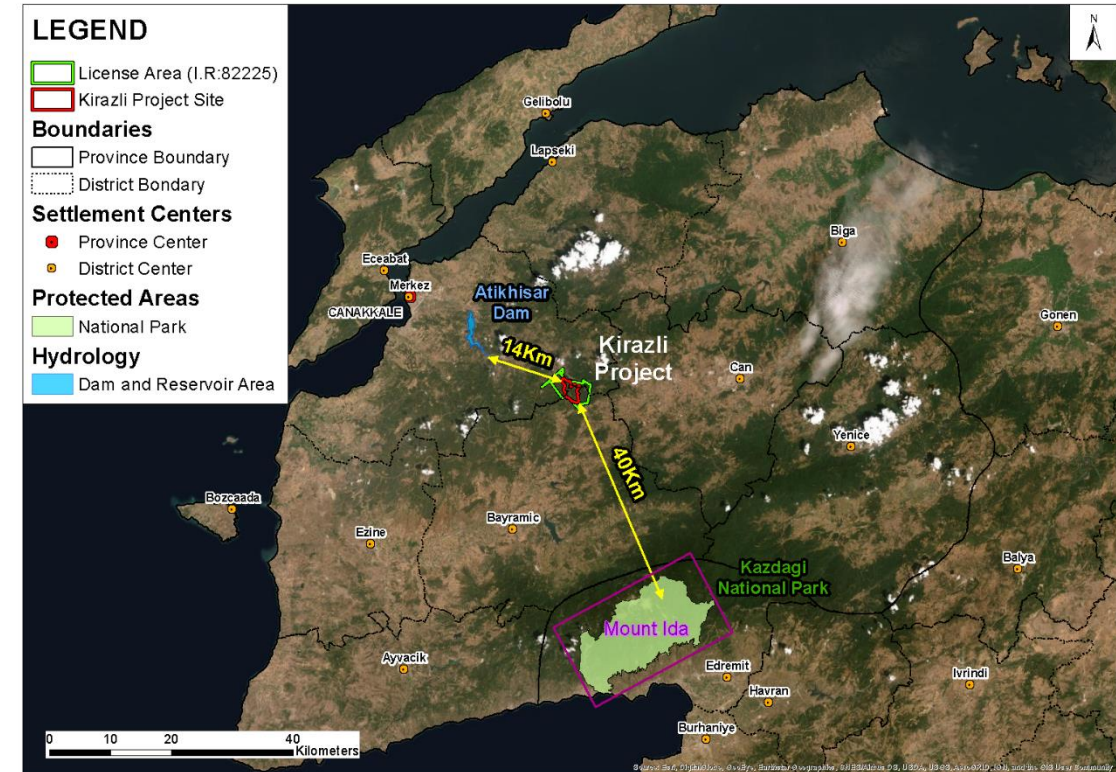 LEGEND
License Area (I.R:82225)
Kirazli Project Site
Boundaries
Province Boundary
District Bondary
Settlement Centers
Province Center
District Center
Protected Areas
National Park
Hydrology
Dam and Reservoir Area
N
Gelibolu
Lapseki
Biga
Eceabat
Merkez
CANAKKALE
Atikhisar
Dam
Gonen
14Km
Kirazli
Project
Can
Yenice
40Km
Bozcaada
Bayramic
Ezine
Balya
Kazdagi
National Park
Mount Ida
Ayvacik
Edremit
Ivrindi
Havran
Burhaniye
0 10 20 40
Kilometers